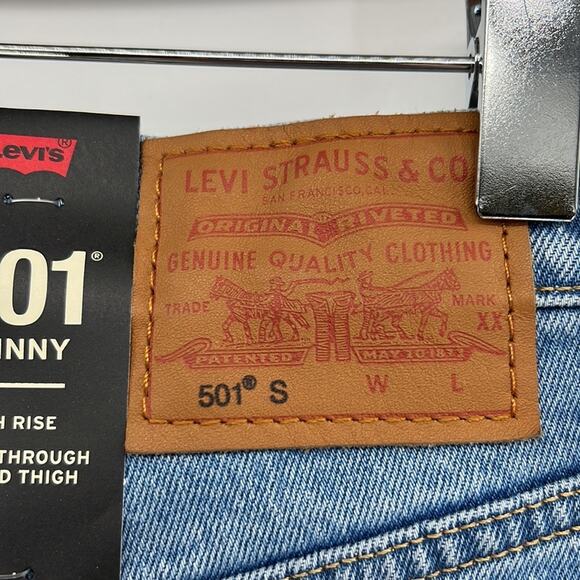 Levi's®
01®
INNY
H RISE
THROUGH
D THIGH
LEVI STRAUSS & CO
SAN FRANCISCO, CAL.
ORIGINAL RIVETED
GENUINE QUALITY CLOTHING
TRADE MARK
XX
PATENTED MAY 20 1873
501® S W L